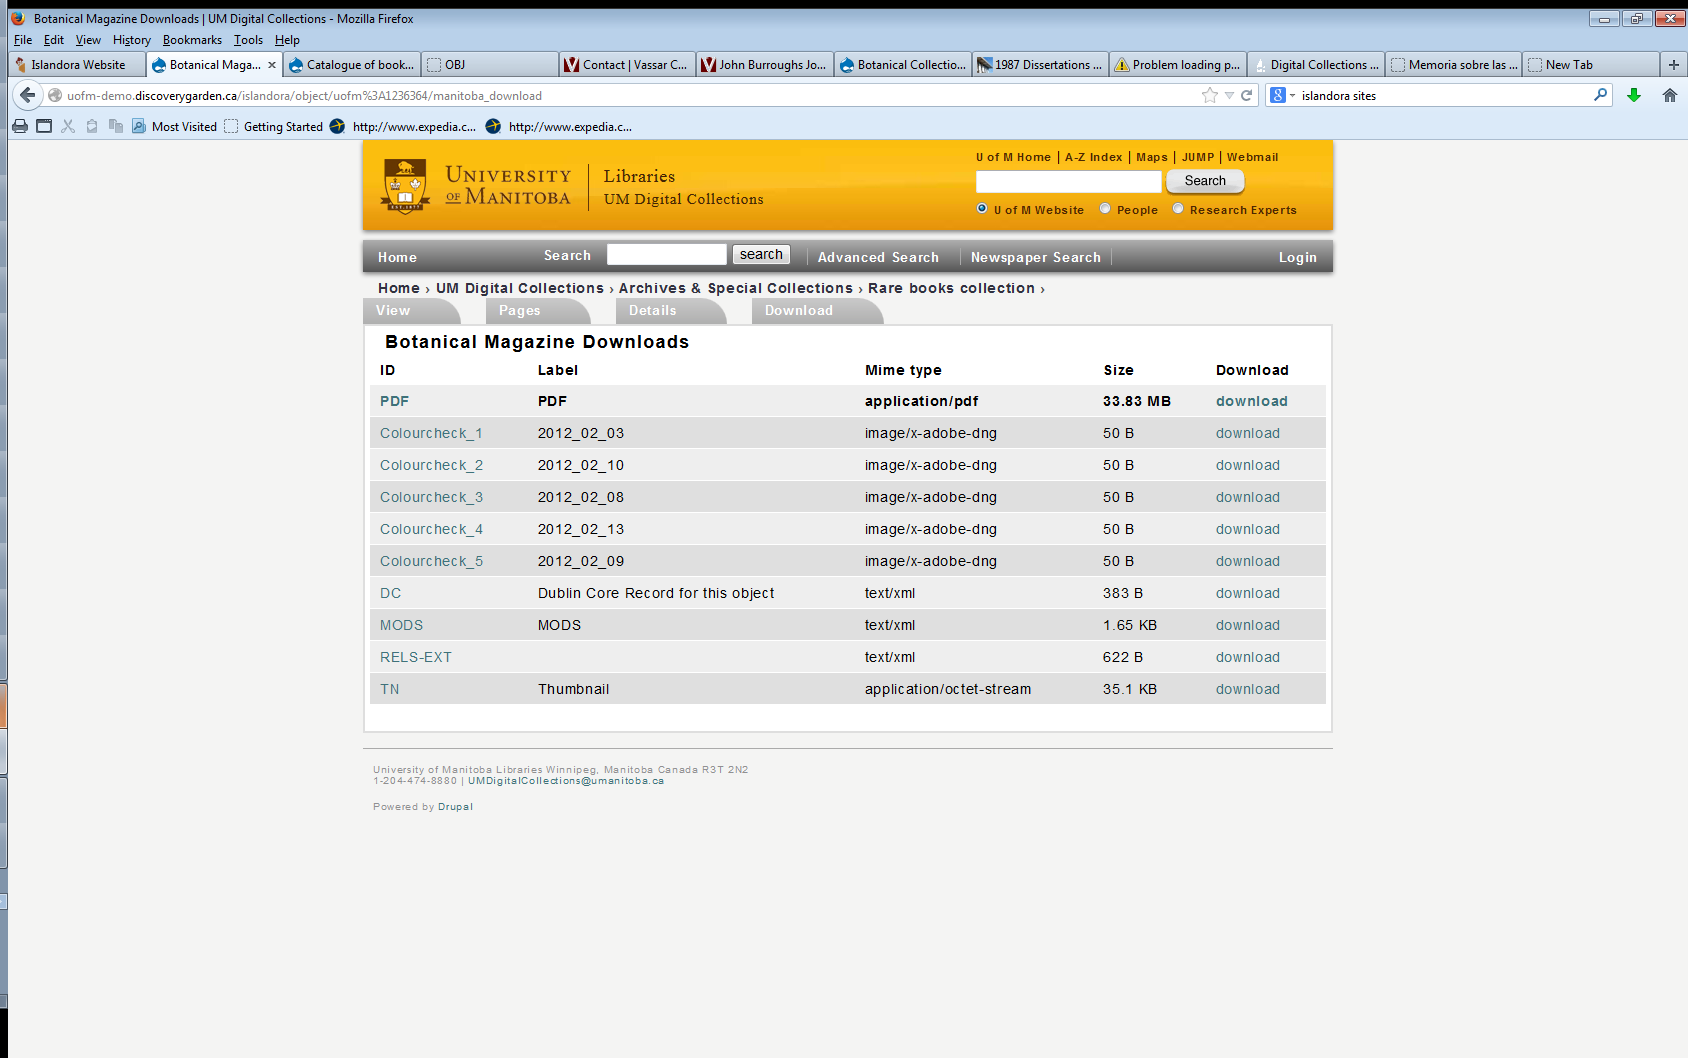 Botanical Magazine Downloads | UM Digital Collections - Mozilla Firefox
File Edit View History Bookmarks Tools Help
Islandora Website Botanical Maga... Catalogue of book... OBJ Contact | Vassar C... John Burroughs Jo... Botanical Collectio... 1987 Dissertations ... Problem loading p... Digital Collections ... Memoria sobre las ... New Tab
uofm-demo.discoverygarden.ca/islandora/object/uofm%3A1236364/manitoba_download islandora sites
Most Visited Getting Started http://www.expedia.c... http://www.expedia.c...
UNIVERSITY OF MANITOBA
Libraries
UM Digital Collections
U of M Home | A-Z Index | Maps | JUMP | Webmail
Search
U of M Website People Research Experts
Home Search search Advanced Search Newspaper Search Login
Home › UM Digital Collections › Archives & Special Collections › Rare books collection ›
View Pages Details Download
Botanical Magazine Downloads
ID Label Mime type Size Download
PDF PDF application/pdf 33.83 MB download
Colourcheck_1 2012_02_03 image/x-adobe-dng 50 B download
Colourcheck_2 2012_02_10 image/x-adobe-dng 50 B download
Colourcheck_3 2012_02_08 image/x-adobe-dng 50 B download
Colourcheck_4 2012_02_13 image/x-adobe-dng 50 B download
Colourcheck_5 2012_02_09 image/x-adobe-dng 50 B download
DC Dublin Core Record for this object text/xml 383 B download
MODS MODS text/xml 1.65 KB download
RELS-EXT text/xml 622 B download
TN Thumbnail application/octet-stream 35.1 KB download
University of Manitoba Libraries Winnipeg, Manitoba Canada R3T 2N2
1-204-474-8880 | UMDigitalCollections@umanitoba.ca
Powered by Drupal